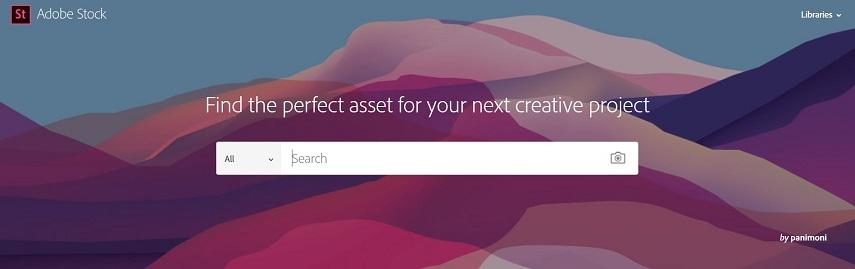 St Adobe Stock
Libraries
Find the perfect asset for your next creative project
All
Search
by panimoni